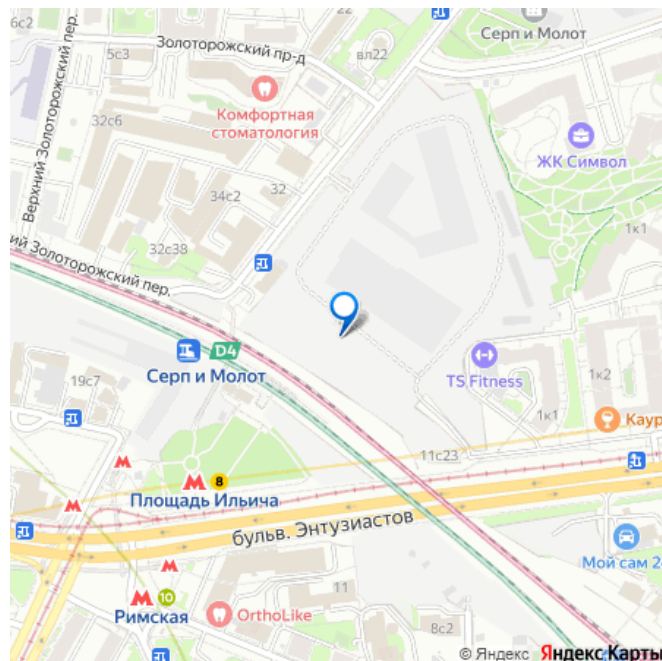 6с2
22
Серп и Молот
Золоторожский пр-д
5с3
вл22
Верхний Золоторожский пер.
32с6
Комфортная
стоматология
ЖК Символ
34с2
32
1к1
32с38
ий Золоторожский пер.
D4
Серп и Молот
TS Fitness
19с7
1к2
1к1
Каур
11с23
8
Площадь Ильича
бульв. Энтузиастов
Мой сам 24
10
Римская
OrthoLike
11
8с2
© Яндекс Яндекс Карты